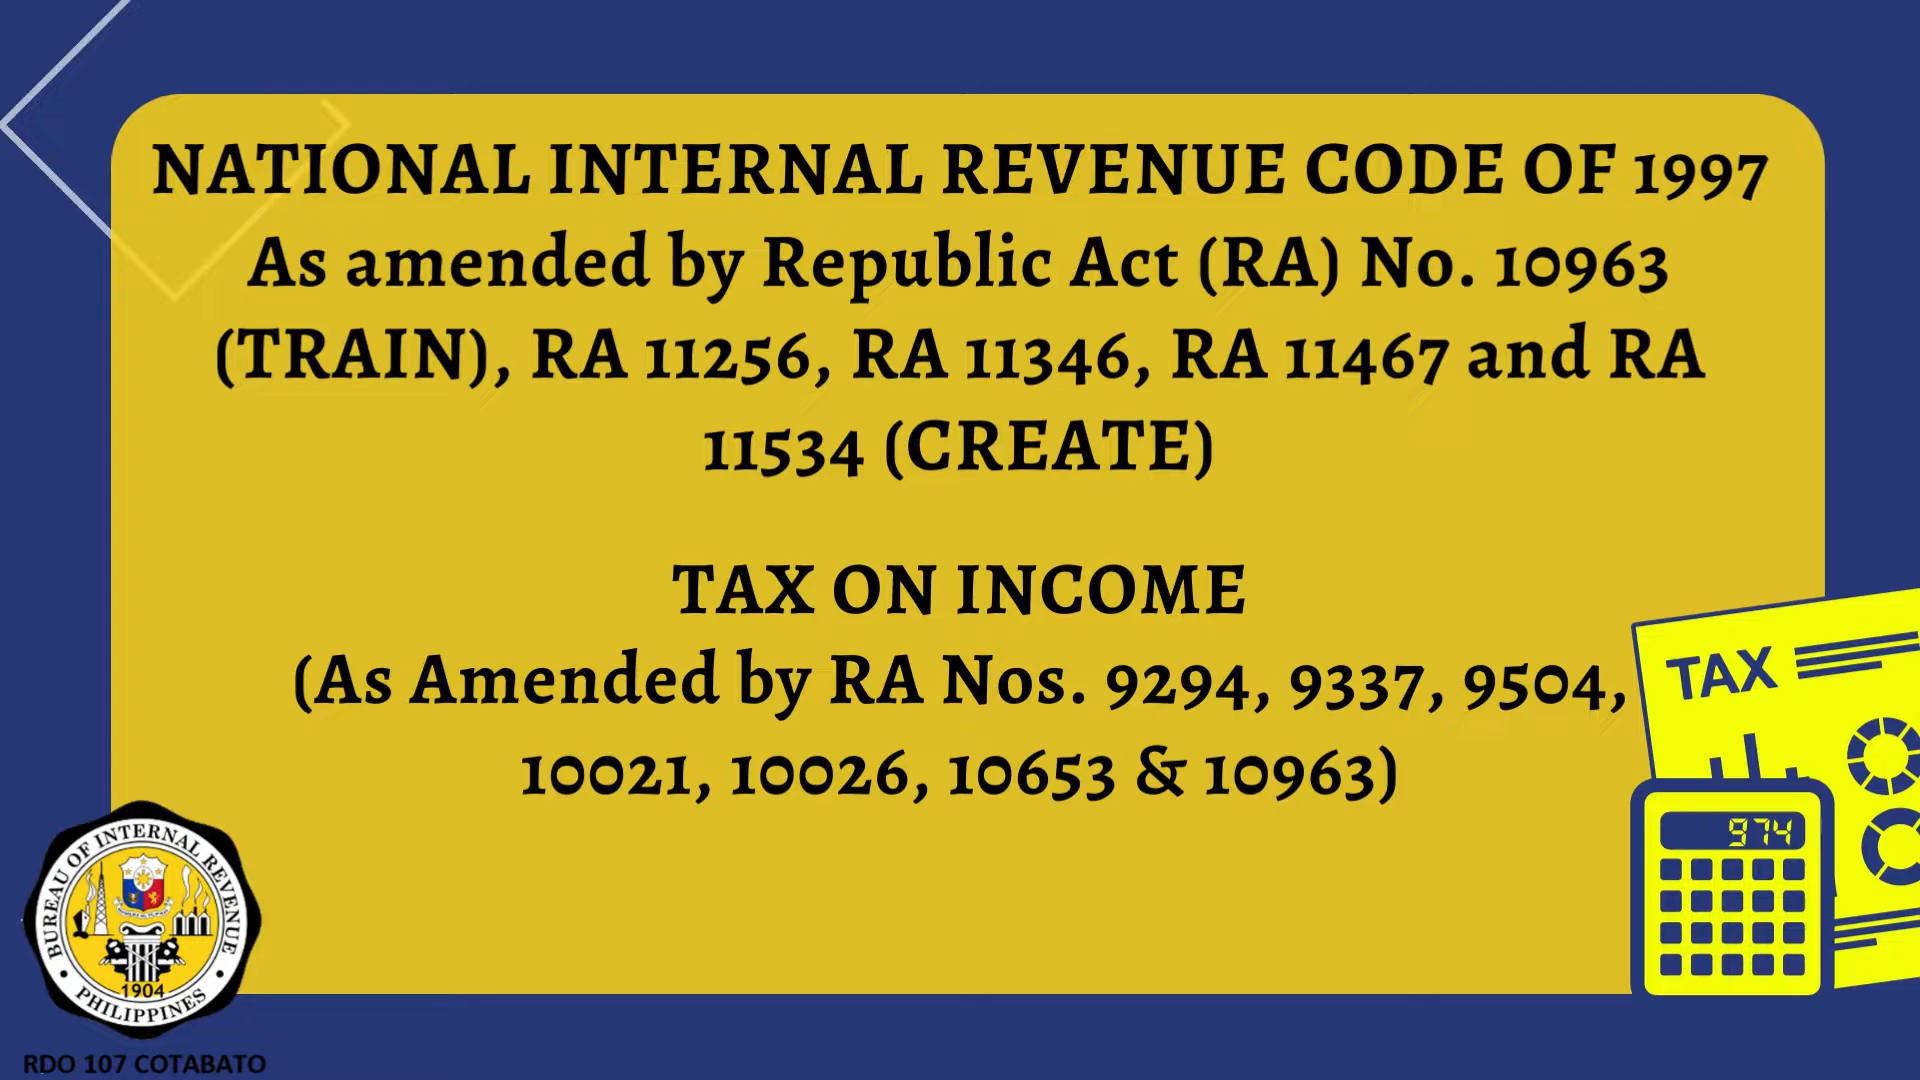 NATIONAL INTERNAL REVENUE CODE OF 1997
As amended by Republic Act (RA) No. 10963
(TRAIN), RA 11256, RA 11346, RA 11467 and RA
11534 (CREATE)
TAX ON INCOME
(As Amended by RA Nos. 9294, 9337, 9504,
10021, 10026, 10653 & 10963)
TAX
974
BUREAU OF INTERNAL REVENUE
1904
PHILIPPINES
RDO 107 COTABATO